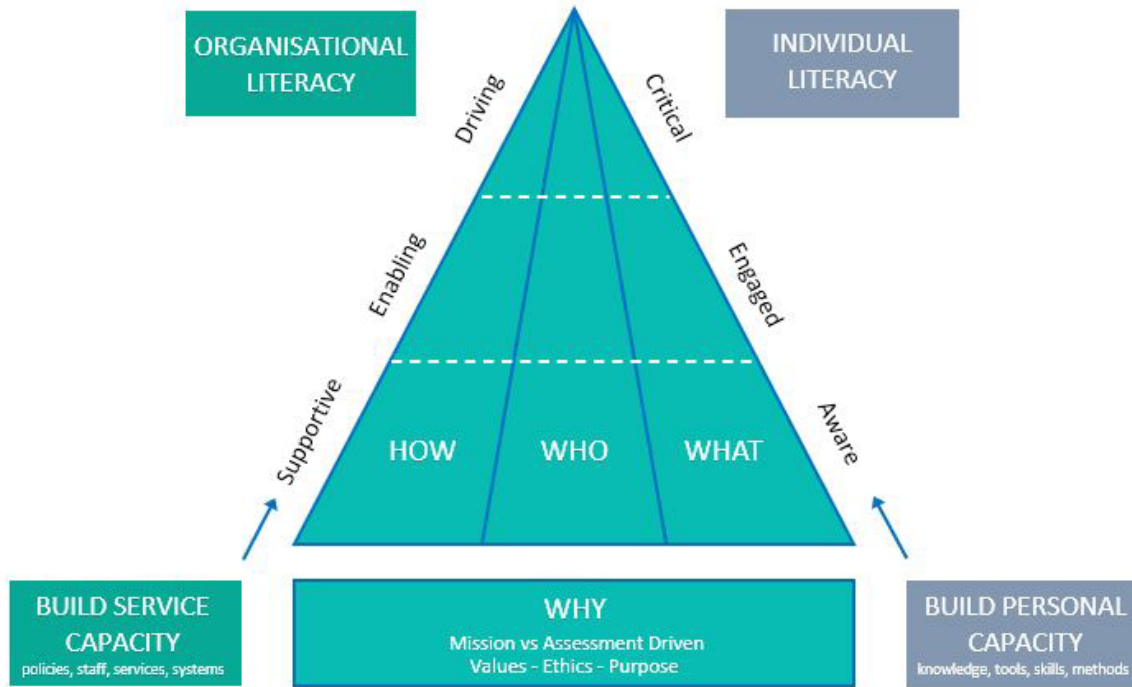 ORGANISATIONAL
LITERACY
INDIVIDUAL
LITERACY
Driving
Critical
Enabling
Engaged
Supportive
Aware
HOW
WHO
WHAT
BUILD SERVICE
CAPACITY
policies, staff, services, systems
WHY
Mission vs Assessment Driven
Values - Ethics - Purpose
BUILD PERSONAL
CAPACITY
knowledge, tools, skills, methods